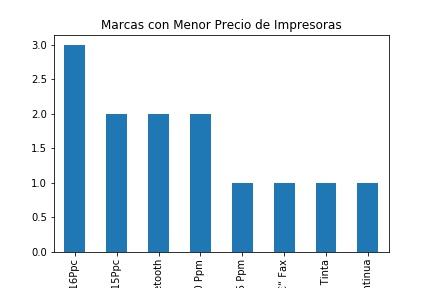 Marcas con Menor Precio de Impresoras
3.0
2.5
2.0
1.5
1.0
0.5
0.0
16Ppc
15Ppc
etooth
0 Ppm
Ppm
Fax
Tinta
ntinua